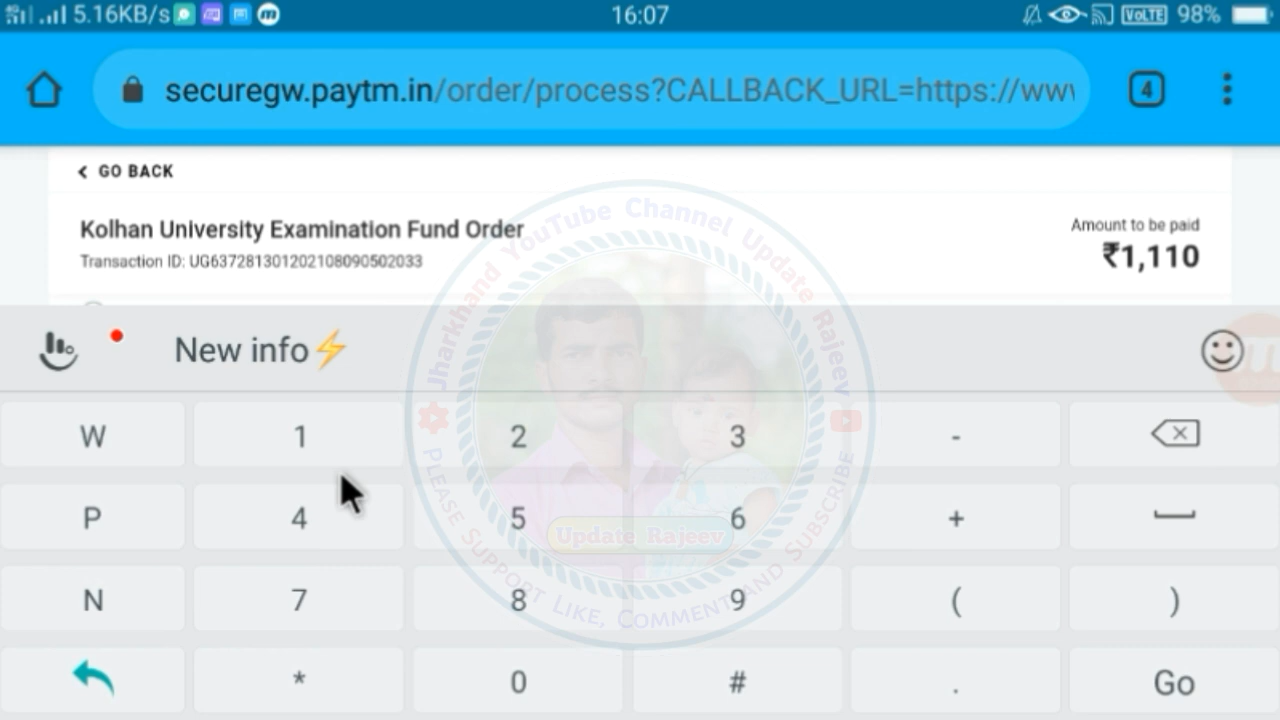 5.16KB/s 16:07 VoLTE 98%
securegw.paytm.in/order/process?CALLBACK_URL=https://www
4
GO BACK
Kolhan University Examination Fund Order
Transaction ID: UG637281301202108090502033
Amount to be paid
₹1,110
Jharkhand YouTube Channel Update Rajeev
New info⚡
W 1 2 3 -
P 4 5 6 +
Update Rajeev
N 7 8 9 ( )
* 0 # . Go
PLEASE SUPPORT LIKE, COMMENT AND SUBSCRIBE